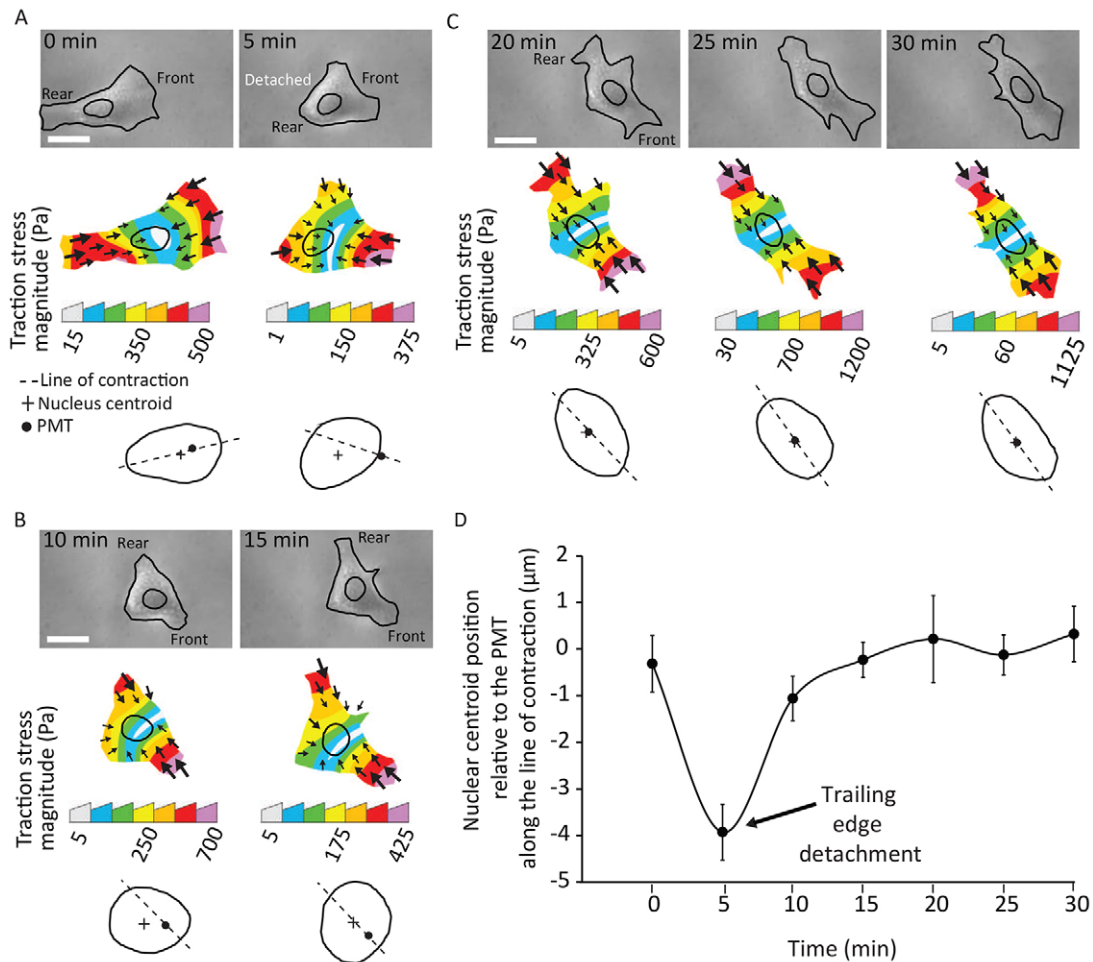 A
0 min
Rear
Front
5 min
Detached
Front
Rear
Traction stress
magnitude (Pa)
15
350
500
1
150
375
Line of contraction
Nucleus centroid
PMT
B
10 min
Rear
Front
15 min
Rear
Front
Traction stress
magnitude (Pa)
5
250
700
5
175
425
C
20 min
Rear
Front
25 min
30 min
Traction stress
magnitude (Pa)
5
325
600
30
700
1200
5
60
1125
D
Nuclear centroid position
relative to the PMT
along the line of contraction (µm)
2
1
0
-1
-2
-3
-4
-5
Trailing
edge
detachment
0 5 10 15 20 25 30
Time (min)